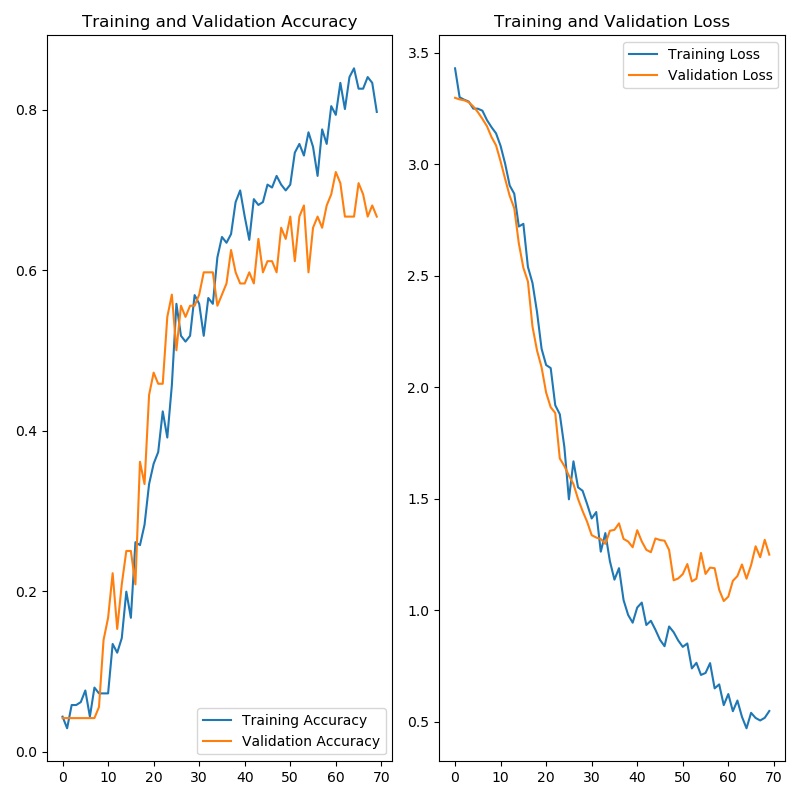 Training and Validation Accuracy
0.8
0.6
0.4
0.2
0.0
0 10 20 30 40 50 60 70
Training Accuracy
Validation Accuracy
Training and Validation Loss
3.5
3.0
2.5
2.0
1.5
1.0
0.5
0 10 20 30 40 50 60 70
Training Loss
Validation Loss